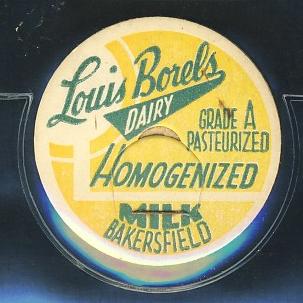 Louis Borel's
DAIRY
GRADE A
PASTEURIZED
HOMOGENIZED
MILK
BAKERSFIELD